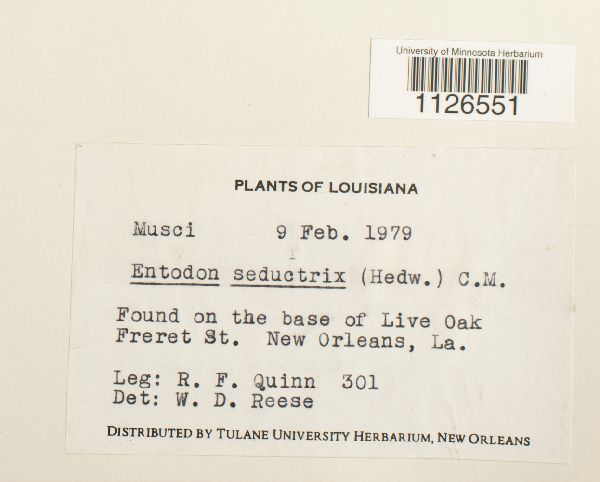 University of Minnesota Herbarium
1126551
PLANTS OF LOUISIANA
Musci 9 Feb. 1979
Entodon seductrix (Hedw.) C.M.
Found on the base of Live Oak
Freret St. New Orleans, La.
Leg: R. F. Quinn 301
Det: W. D. Reese
DISTRIBUTED BY TULANE UNIVERSITY HERBARIUM, NEW ORLEANS